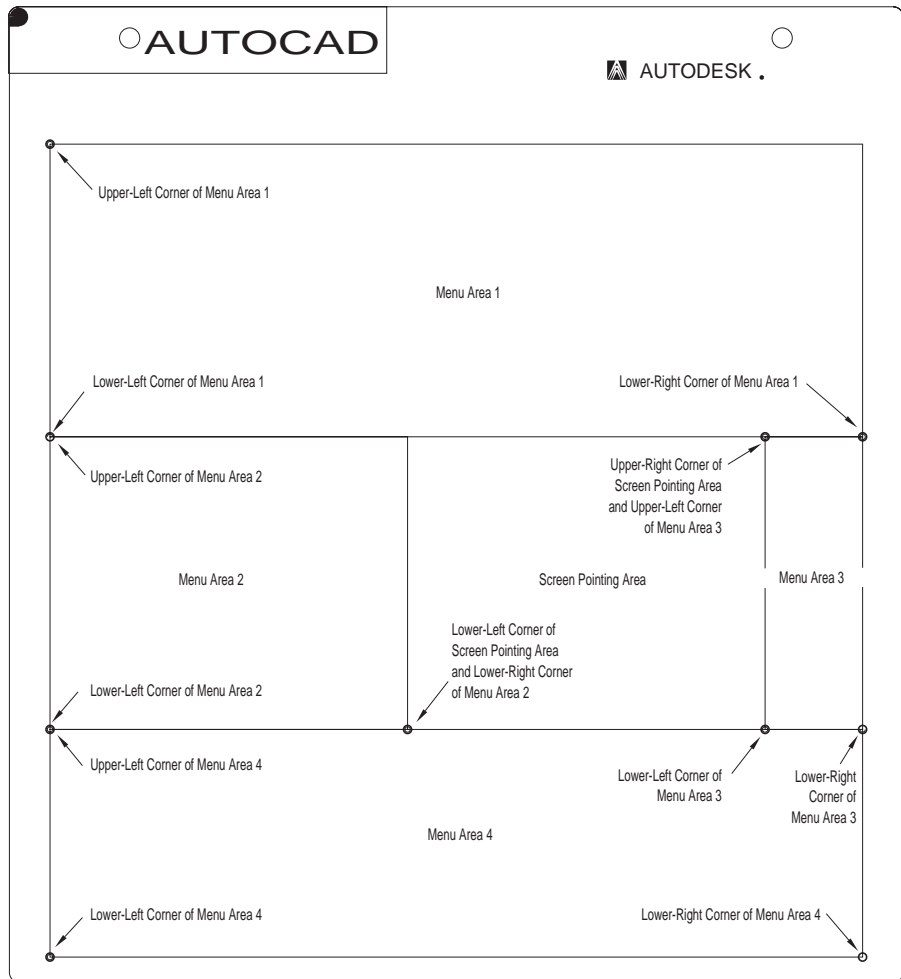 AUTOCAD
AUTODESK.
Upper-Left Corner of Menu Area 1
Menu Area 1
Lower-Left Corner of Menu Area 1
Lower-Right Corner of Menu Area 1
Upper-Left Corner of Menu Area 2
Upper-Right Corner of
Screen Pointing Area
and Upper-Left Corner
of Menu Area 3
Menu Area 2
Screen Pointing Area
Menu Area 3
Lower-Left Corner of
Screen Pointing Area
and Lower-Right Corner
of Menu Area 2
Lower-Left Corner of Menu Area 2
Upper-Left Corner of Menu Area 4
Lower-Left Corner of
Menu Area 3
Lower-Right
Corner of
Menu Area 3
Menu Area 4
Lower-Left Corner of Menu Area 4
Lower-Right Corner of Menu Area 4